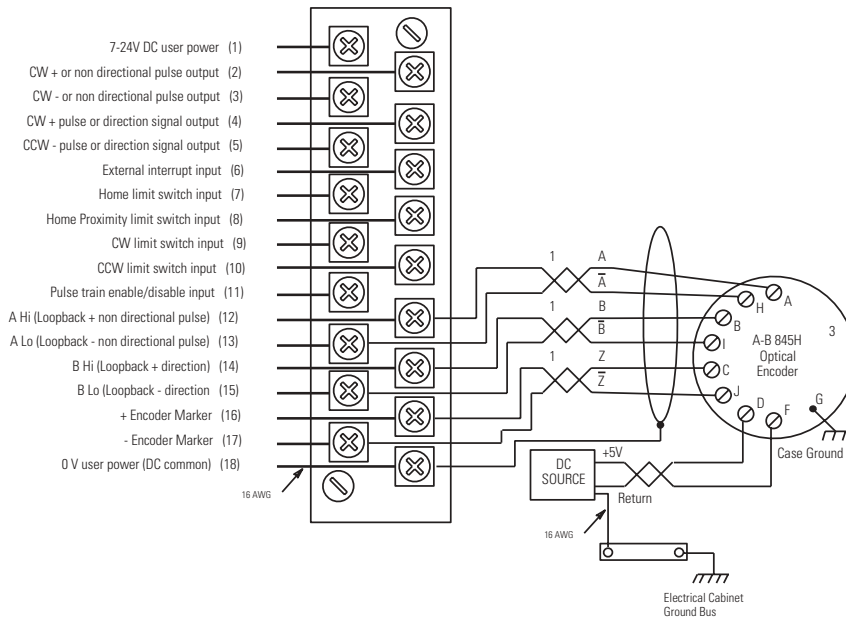 7-24V DC user power (1)
CW + or non directional pulse output (2)
CW - or non directional pulse output (3)
CW + pulse or direction signal output (4)
CCW - pulse or direction signal output (5)
External interrupt input (6)
Home limit switch input (7)
Home Proximity limit switch input (8)
CW limit switch input (9)
CCW limit switch input (10)
Pulse train enable/disable input (11)
A Hi (Loopback + non directional pulse) (12)
A Lo (Loopback - non directional pulse) (13)
B Hi (Loopback + direction) (14)
B Lo (Loopback - direction (15)
+ Encoder Marker (16)
- Encoder Marker (17)
0 V user power (DC common) (18)
16 AWG
1 A
A̅
1 B
B̅
1 Z
Z̅
A
H
B
I
C
J
D
F
G
3
A-B 845H
Optical
Encoder
Case Ground
DC
SOURCE
+5V
Return
16 AWG
Electrical Cabinet
Ground Bus